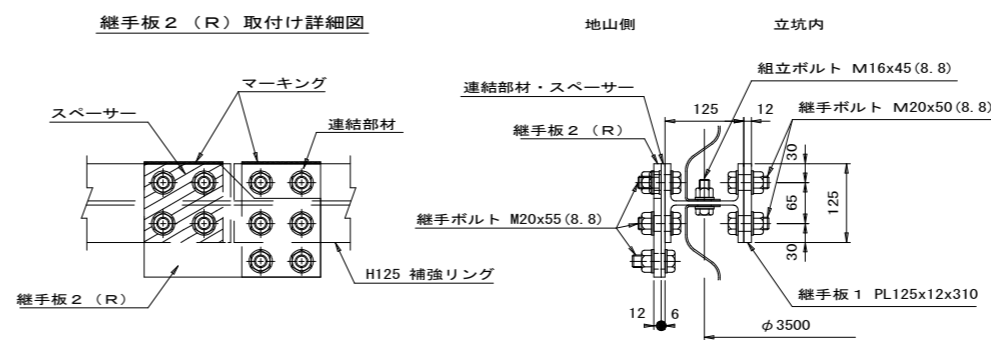 継手板2 (R) 取付け詳細図
マーキング
スペーサー
連結部材
H125 補強リング
継手板2 (R)
地山側
立坑内
組立ボルト M16x45(8.8)
連結部材・スペーサー
125
12
継手ボルト M20x50(8.8)
継手板2 (R)
30
65
125
30
継手ボルト M20x55(8.8)
継手板1 PL125x12x310
12
6
φ3500